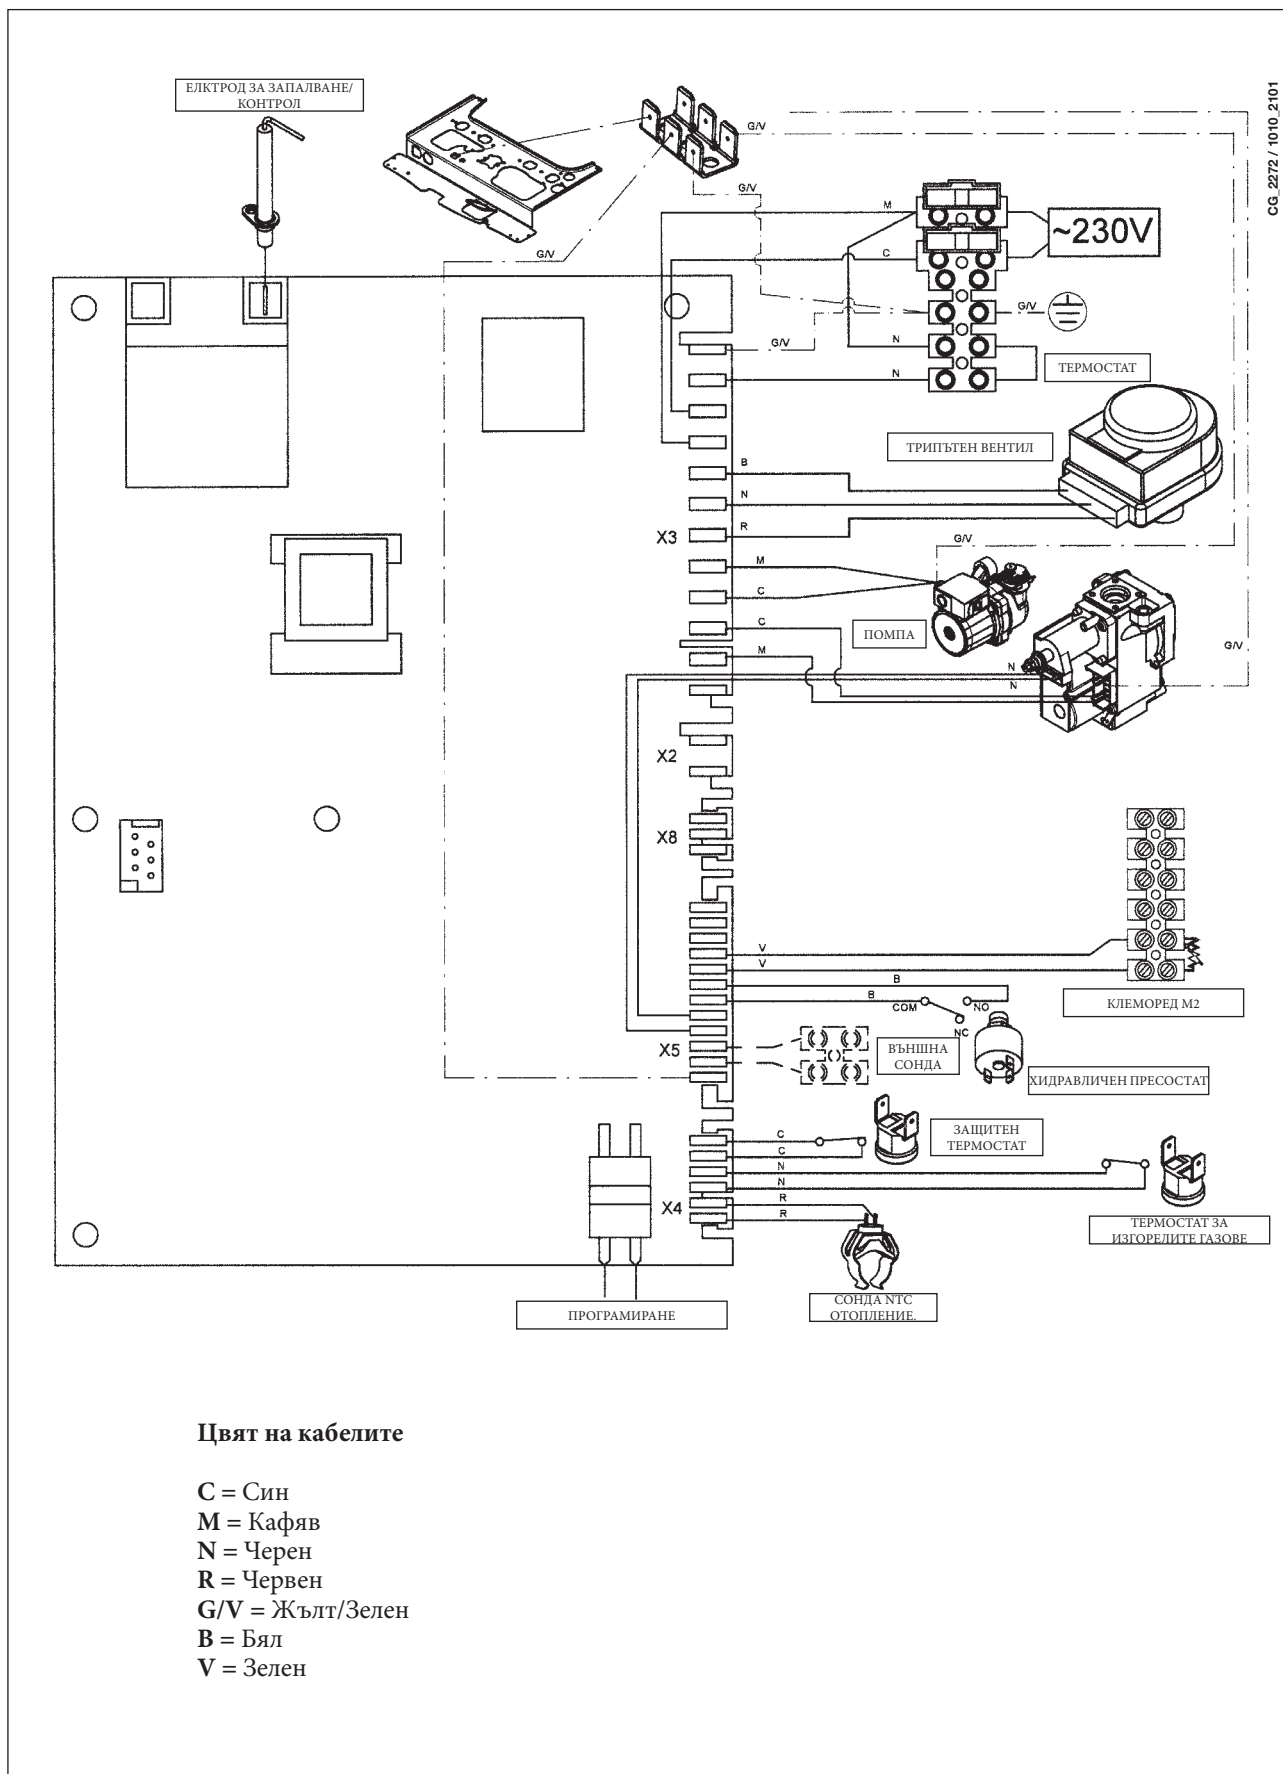 CG_2272 / 1010_2101
ЕЛКТРОД ЗА ЗАПАЛВАНЕ/
КОНТРОЛ
G/V
G/V
G/V
M
~230V
C
G/V
G/V
N
N
ТЕРМОСТАТ
ТРИПЪТЕН ВЕНТИЛ
B
N
R
X3
G/V
M
C
C
ПОМПА
M
G/V
N
N
X2
X8
V
V
КЛЕМОРЕД М2
B
B
COM
NO
NC
X5
ВЪНШНА
СОНДА
ХИДРАВЛИЧЕН ПРЕСОСТАТ
C
C
ЗАЩИТЕН
ТЕРМОСТАТ
N
N
X4
R
R
ТЕРМОСТАТ ЗА
ИЗГОРЕЛИТЕ ГАЗОВЕ
СОНДА NTC
ОТОПЛЕНИЕ.
ПРОГРАМИРАНЕ
Цвят на кабелите
C = Син
M = Кафяв
N = Черен
R = Червен
G/V = Жълт/Зелен
B = Бял
V = Зелен